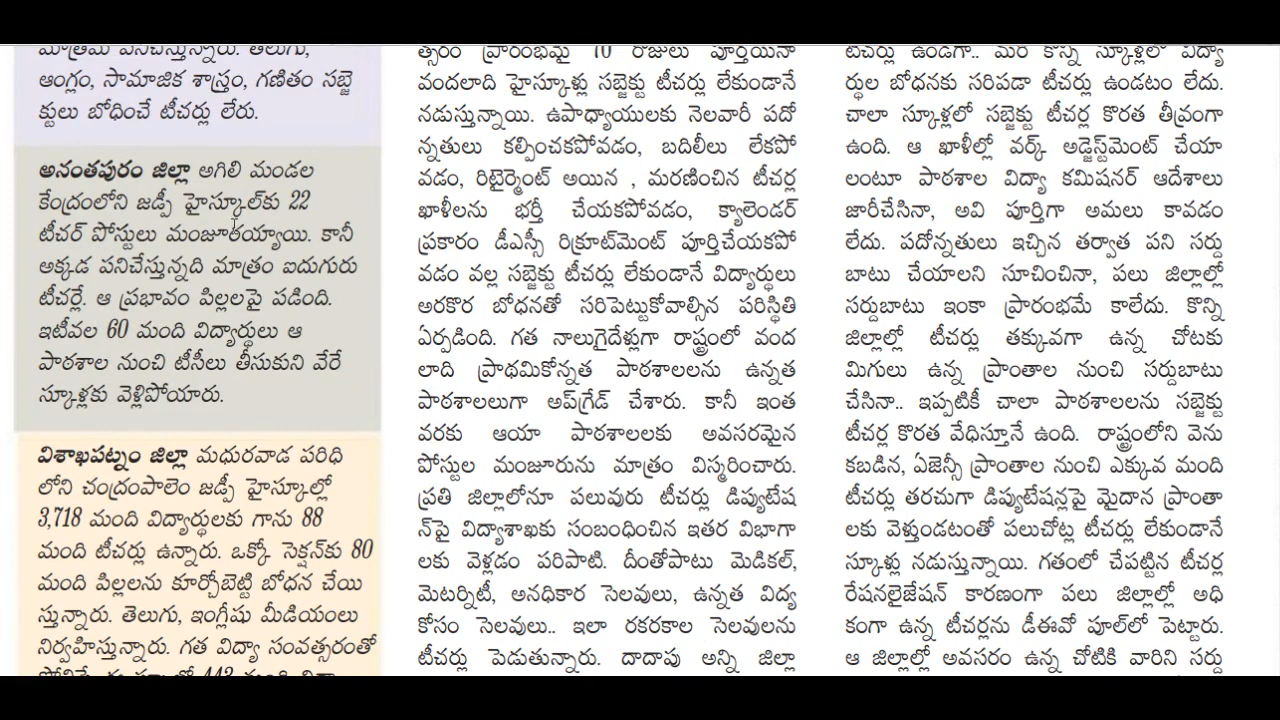 మాత్రమే పనిచేస్తున్నారు. తెలుగు,
ఆంగ్లం, సామాజిక శాస్త్రం, గణితం సబ్జె
క్టులు బోధించే టీచర్లు లేరు.
అనంతపురం జిల్లా అగిలి మండల
కేంద్రంలోని జడ్పీ హైస్కూల్‌కు 22
టీచర్ పోస్టులు మంజూరయ్యాయి. కానీ
అక్కడ పనిచేస్తున్నది మాత్రం ఐదుగురు
టీచర్లే. ఆ ప్రభావం పిల్లలపై పడింది.
ఇటీవల 60 మంది విద్యార్థులు ఆ
పాఠశాల నుంచి టీసీలు తీసుకుని వేరే
స్కూళ్లకు వెళ్లిపోయారు.
విశాఖపట్నం జిల్లా మధురవాడ పరిధి
లోని చంద్రంపాలెం జడ్పీ హైస్కూల్లో
3,718 మంది విద్యార్థులకు గాను 88
మంది టీచర్లు ఉన్నారు. ఒక్కో సెక్షన్‌కు 80
మంది పిల్లలను కూర్చోబెట్టి బోధన చేయి
స్తున్నారు. తెలుగు, ఇంగ్లీషు మీడియంలు
నిర్వహిస్తున్నారు. గత విద్యా సంవత్సరంతో
త్సరం ప్రారంభమై 70 రోజులు పూర్తయినా
వందలాది హైస్కూళ్లు సబ్జెక్టు టీచర్లు లేకుండానే
నడుస్తున్నాయి. ఉపాధ్యాయులకు నెలవారీ పదో
న్నతులు కల్పించకపోవడం, బదిలీలు లేకపో
వడం, రిటైర్మెంట్ అయిన , మరణించిన టీచర్ల
ఖాళీలను భర్తీ చేయకపోవడం, క్యాలెండర్
ప్రకారం డీఎస్సీ రిక్రూట్‌మెంట్ పూర్తిచేయకపో
వడం వల్ల సబ్జెక్టు టీచర్లు లేకుండానే విద్యార్థులు
అరకొర బోధనతో సరిపెట్టుకోవాల్సిన పరిస్థితి
ఏర్పడింది. గత నాలుగైదేళ్లుగా రాష్ట్రంలో వంద
లాది ప్రాథమికోన్నత పాఠశాలలను ఉన్నత
పాఠశాలలుగా అప్‌గ్రేడ్ చేశారు. కానీ ఇంత
వరకు ఆయా పాఠశాలలకు అవసరమైన
పోస్టుల మంజూరును మాత్రం విస్మరించారు.
ప్రతి జిల్లాలోనూ పలువురు టీచర్లు డిప్యుటేష
న్‌పై విద్యాశాఖకు సంబంధించిన ఇతర విభాగా
లకు వెళ్లడం పరిపాటి. దీంతోపాటు మెడికల్,
మెటర్నిటీ, అనధికార సెలవులు, ఉన్నత విద్య
కోసం సెలవులు.. ఇలా రకరకాల సెలవులను
టీచర్లు పెడుతున్నారు. దాదాపు అన్ని జిల్లా
టీచర్లు ఉండగా.. మరి కొన్ని స్కూళ్లలో విద్యా
ర్థుల బోధనకు సరిపడా టీచర్లు ఉండటం లేదు.
చాలా స్కూళ్లలో సబ్జెక్టు టీచర్ల కొరత తీవ్రంగా
ఉంది. ఆ ఖాళీల్లో వర్క్ అడ్జెస్ట్‌మెంట్ చేయా
లంటూ పాఠశాల విద్యా కమిషనర్ ఆదేశాలు
జారీచేసినా, అవి పూర్తిగా అమలు కావడం
లేదు. పదోన్నతులు ఇచ్చిన తర్వాత పని సర్దు
బాటు చేయాలని సూచించినా, పలు జిల్లాల్లో
సర్దుబాటు ఇంకా ప్రారంభమే కాలేదు. కొన్ని
జిల్లాల్లో టీచర్లు తక్కువగా ఉన్న చోటకు
మిగులు ఉన్న ప్రాంతాల నుంచి సర్దుబాటు
చేసినా.. ఇప్పటికీ చాలా పాఠశాలలను సబ్జెక్టు
టీచర్ల కొరత వేధిస్తూనే ఉంది. రాష్ట్రంలోని వెను
కబడిన, ఏజెన్సీ ప్రాంతాల నుంచి ఎక్కువ మంది
టీచర్లు తరచుగా డిప్యుటేషన్లపై మైదాన ప్రాంతా
లకు వెళ్తుండటంతో పలుచోట్ల టీచర్లు లేకుండానే
స్కూళ్లు నడుస్తున్నాయి. గతంలో చేపట్టిన టీచర్ల
రేషనలైజేషన్ కారణంగా పలు జిల్లాల్లో అధి
కంగా ఉన్న టీచర్లను డీఈవో పూల్‌లో పెట్టారు.
ఆ జిల్లాల్లో అవసరం ఉన్న చోటికి వారిని సర్దు